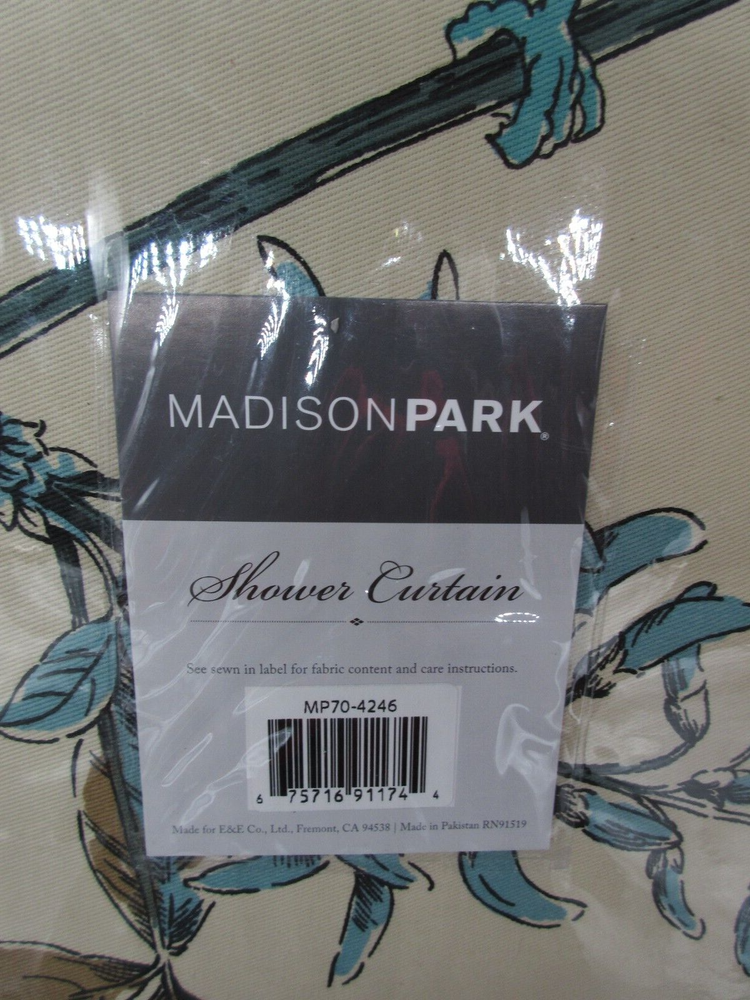 MADISONPARK®
Shower Curtain
See sewn in label for fabric content and care instructions.
MP70-4246
6 75716 91174 4
Made for E&E Co., Ltd., Fremont, CA 94538 | Made in Pakistan RN91519